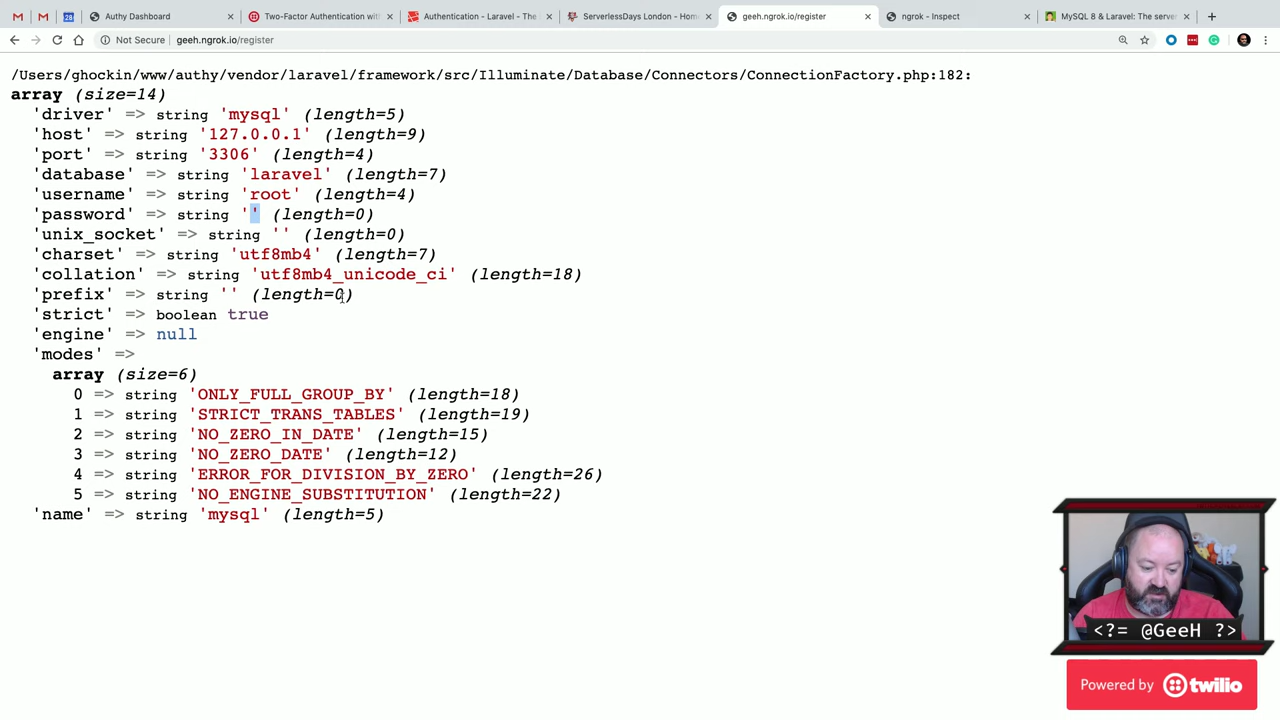 Authy Dashboard
Two-Factor Authentication with
Authentication - Laravel - The
ServerlessDays London - Hom
geeh.ngrok.io/register
ngrok - Inspect
MySQL 8 & Laravel: The server
28
Not Secure geeh.ngrok.io/register
/Users/ghockin/www/authy/vendor/laravel/framework/src/Illuminate/Database/Connectors/ConnectionFactory.php:182:
array (size=14)
'driver' => string 'mysql' (length=5)
'host' => string '127.0.0.1' (length=9)
'port' => string '3306' (length=4)
'database' => string 'laravel' (length=7)
'username' => string 'root' (length=4)
'password' => string '' (length=0)
'unix_socket' => string '' (length=0)
'charset' => string 'utf8mb4' (length=7)
'collation' => string 'utf8mb4_unicode_ci' (length=18)
'prefix' => string '' (length=0)
'strict' => boolean true
'engine' => null
'modes' =>
array (size=6)
0 => string 'ONLY_FULL_GROUP_BY' (length=18)
1 => string 'STRICT_TRANS_TABLES' (length=19)
2 => string 'NO_ZERO_IN_DATE' (length=15)
3 => string 'NO_ZERO_DATE' (length=12)
4 => string 'ERROR_FOR_DIVISION_BY_ZERO' (length=26)
5 => string 'NO_ENGINE_SUBSTITUTION' (length=22)
'name' => string 'mysql' (length=5)
<?= @GeeH ?>
Powered by twilio